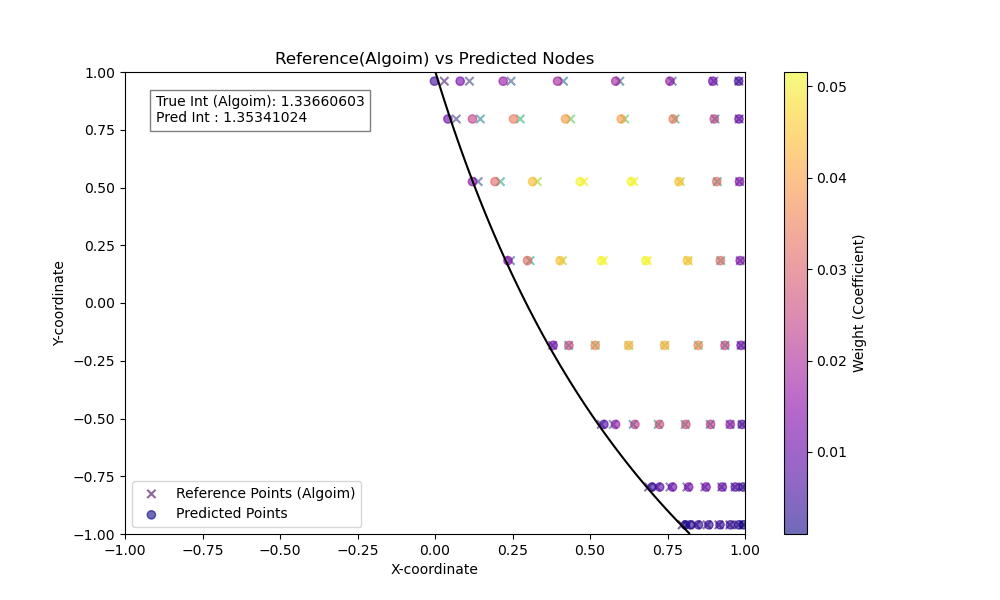 Reference(Algoim) vs Predicted Nodes
True Int (Algoim): 1.33660603
Pred Int : 1.35341024
1.00
0.75
0.50
0.25
0.00
−0.25
−0.50
−0.75
−1.00
Y-coordinate
Reference Points (Algoim)
Predicted Points
−1.00 −0.75 −0.50 −0.25 0.00 0.25 0.50 0.75 1.00
X-coordinate
0.05
0.04
0.03
0.02
0.01
Weight (Coefficient)